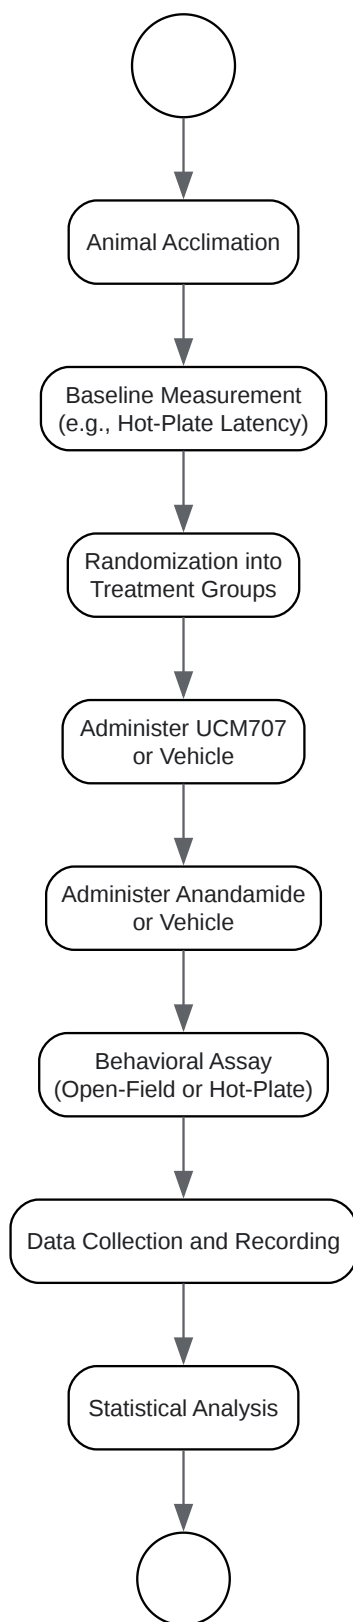 Animal Acclimation
Baseline Measurement
(e.g., Hot-Plate Latency)
Randomization into
Treatment Groups
Administer UCM707
or Vehicle
Administer Anandamide
or Vehicle
Behavioral Assay
(Open-Field or Hot-Plate)
Data Collection and Recording
Statistical Analysis